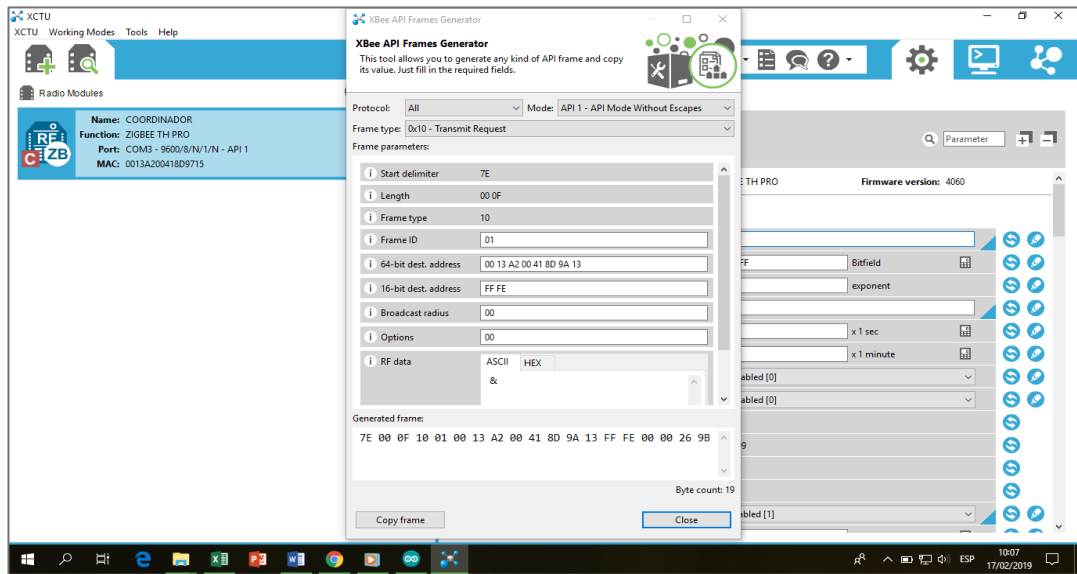 XCTU
XCTU Working Modes Tools Help
Radio Modules
Name: COORDINADOR
Function: ZIGBEE TH PRO
Port: COM3 - 9600/8/N/1/N - API 1
MAC: 0013A200418D9715
RF
C ZB
XBee API Frames Generator
XBee API Frames Generator
This tool allows you to generate any kind of API frame and copy
its value. Just fill in the required fields.
Protocol: All Mode: API 1 - API Mode Without Escapes
Frame type: 0x10 - Transmit Request
Frame parameters:
i Start delimiter 7E
i Length 00 0F
i Frame type 10
i Frame ID 01
i 64-bit dest. address 00 13 A2 00 41 8D 9A 13
i 16-bit dest. address FF FE
i Broadcast radius 00
i Options 00
i RF data ASCII HEX
&
Generated frame:
7E 00 0F 10 01 00 13 A2 00 41 8D 9A 13 FF FE 00 00 26 9B
Byte count: 19
Copy frame Close
Parameter
TH PRO Firmware version: 4060
FF Bitfield
exponent
x 1 sec
x 1 minute
abled [0]
abled [0]
9
abled [1]
ESP
10:07
17/02/2019